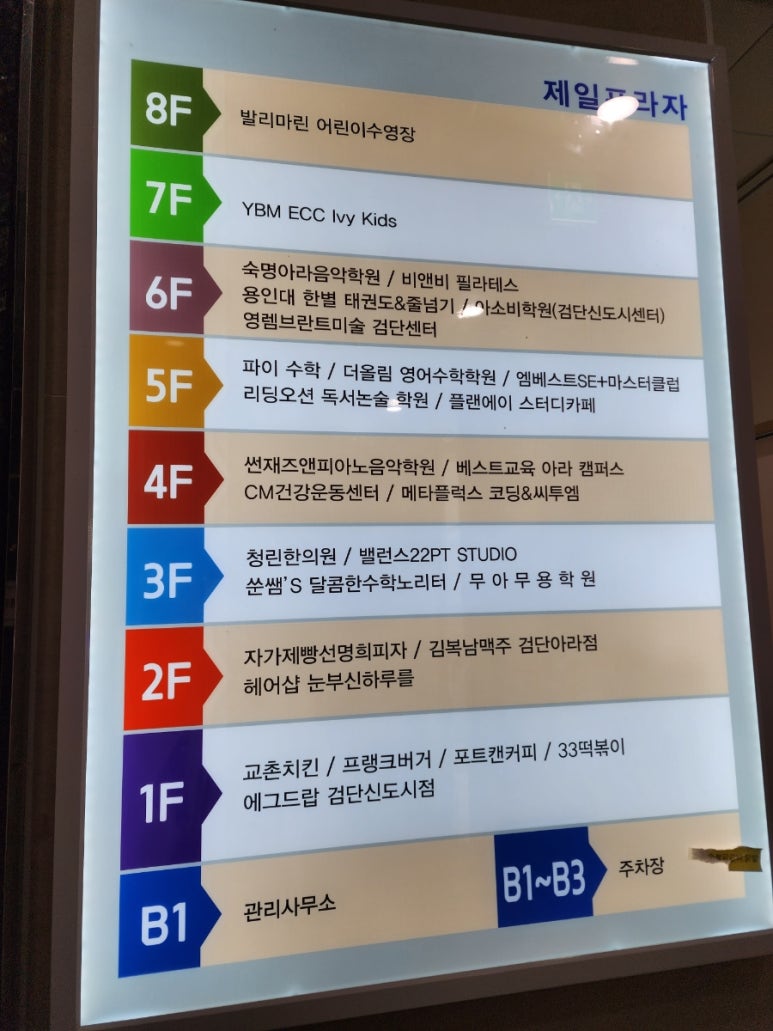 제일프라자
8F 발리마린 어린이수영장
7F YBM ECC Ivy Kids
6F 숙명아라음악학원 / 비앤비 필라테스
용인대 한별 태권도&줄넘기 / 아소비학원(검단신도시센터)
영렘브란트미술 검단센터
5F 파이 수학 / 더올림 영어수학학원 / 엠베스트SE+마스터클럽
리딩오션 독서논술 학원 / 플랜에이 스터디카페
4F 썬재즈앤피아노음악학원 / 베스트교육 아라 캠퍼스
CM건강운동센터 / 메타플럭스 코딩&씨투엠
3F 청린한의원 / 밸런스22PT STUDIO
쑨쌤'S 달콤한수학노리터 / 무 아 무 용 학 원
2F 자가제빵선명희피자 / 김복남맥주 검단아라점
헤어샵 눈부신하루를
1F 교촌치킨 / 프랭크버거 / 포트캔커피 / 33떡볶이
에그드랍 검단신도시점
B1 관리사무소
B1~B3 주차장